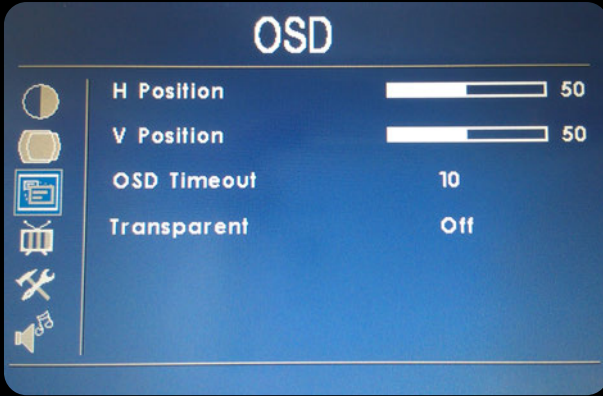 OSD
H Position 50
V Position 50
OSD Timeout 10
Transparent Off